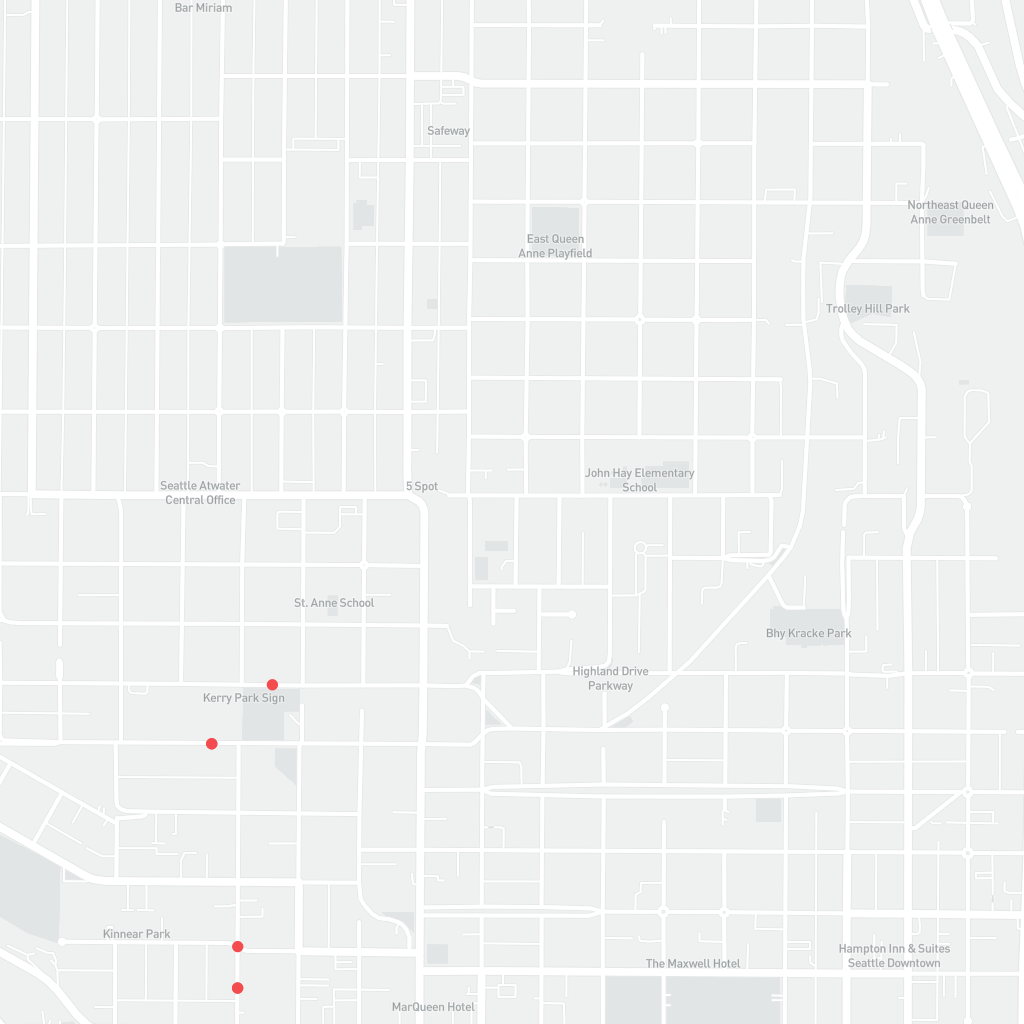 Bar Miriam
Safeway
Northeast Queen
Anne Greenbelt
East Queen
Anne Playfield
Trolley Hill Park
John Hay Elementary
School
Seattle Atwater
Central Office
5 Spot
St. Anne School
Bhy Kracke Park
Highland Drive
Parkway
Kerry Park Sign
Kinnear Park
Hampton Inn & Suites
Seattle Downtown
The Maxwell Hotel
MarQueen Hotel